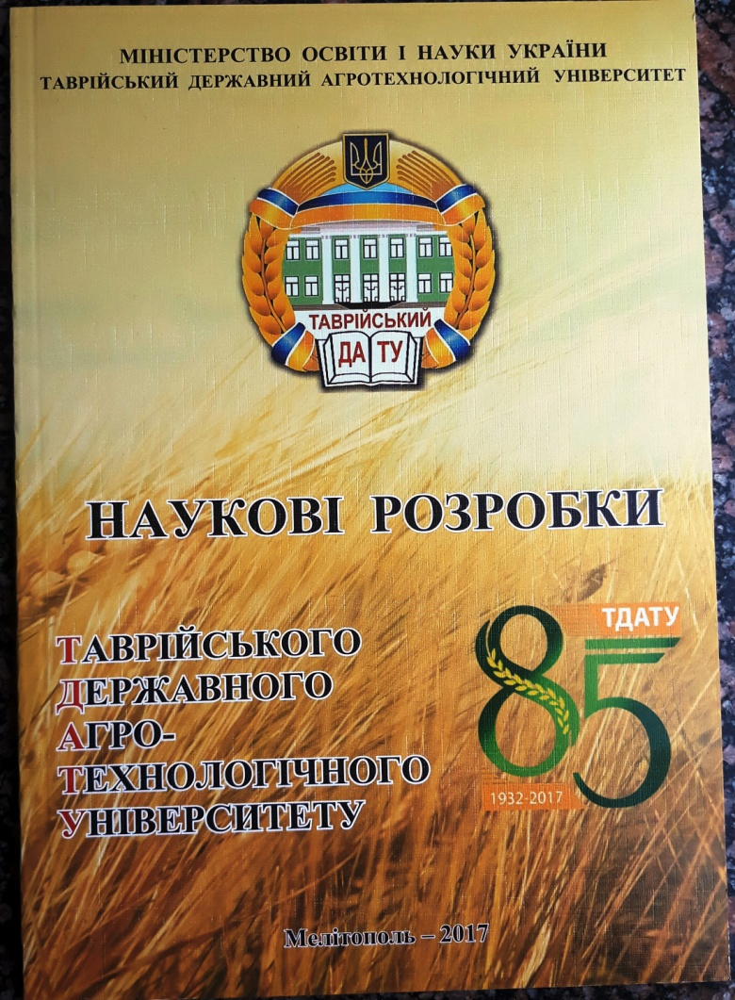 МІНІСТЕРСТВО ОСВІТИ І НАУКИ УКРАЇНИ
ТАВРІЙСЬКИЙ ДЕРЖАВНИЙ АГРОТЕХНОЛОГІЧНИЙ УНІВЕРСИТЕТ
ТАВРІЙСЬКИЙ
ДА ТУ
НАУКОВІ РОЗРОБКИ
ТАВРІЙСЬКОГО
ДЕРЖАВНОГО
АГРО-
ТЕХНОЛОГІЧНОГО
УНІВЕРСИТЕТУ
ТДАТУ
85
1932-2017
Мелітополь – 2017